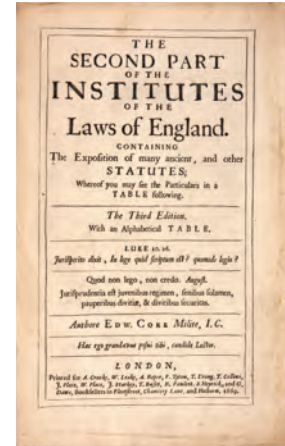 THE
SECOND PART
OF THE
INSTITUTES
OF THE
Laws of England.
CONTAINING
The Exposition of many ancient, and other
STATUTES;
Whereof you may see the Particulars in a
TABLE following.
The Third Edition.
With an Alphabetical TABLE.
LUKE 10. 26.
Jurisperito dixit, In lege quid scriptum est? quomodo legis?
Quod non lego, non credo. August.
Jurisprudentia est juvenibus regimen, senibus solamen,
pauperibus divitiæ, & divitibus securitas.
Authore EDW. COKE Milite, I.C.
Hæc ego grandævus posui tibi, candide Lector.
LONDON,
Printed for A. Crooke, W. Leake, A. Roper, F. Tyton, T. Dring, T. Collins,
J. Place, W. Place, J. Starkey, T. Basset, R. Pawlett, S. Heyrick, and G.
Dawes, Booksellers in Fleetstreet, Chancery Lane, and Holborn, 1669.